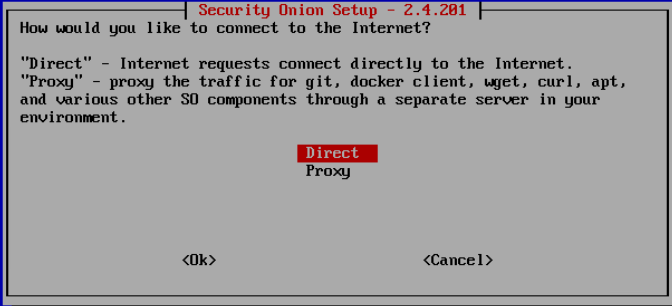 Security Onion Setup - 2.4.201
How would you like to connect to the Internet?
"Direct" - Internet requests connect directly to the Internet.
"Proxy" - proxy the traffic for git, docker client, wget, curl, apt,
and various other SO components through a separate server in your
environment.
Direct
Proxy
<Ok> <Cancel>